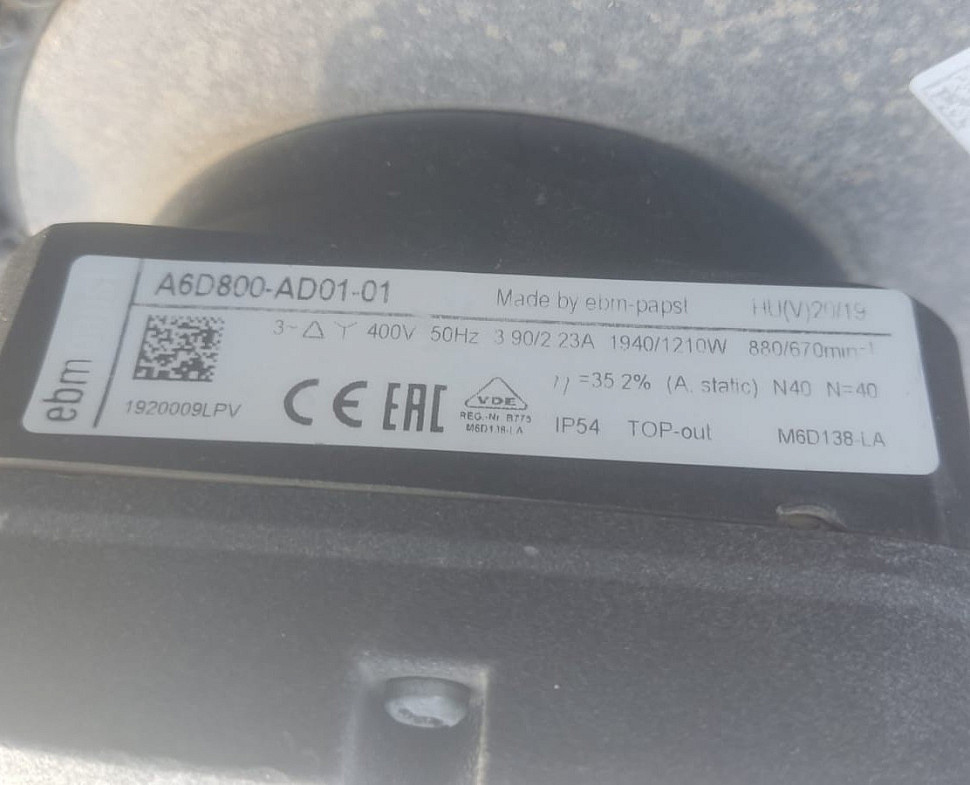 A6D800-AD01-01 Made by ebm-papst HU(V)20/19
3~ △ Y 400V 50Hz 3.90/2.23A 1940/1210W 880/670min⁻¹
η =35.2% (A, static) N40 N=40
ebm
1920009LPV
CE EAC
VDE
REG.-Nr. B775
M6D138-LA
IP54 TOP-out M6D138-LA